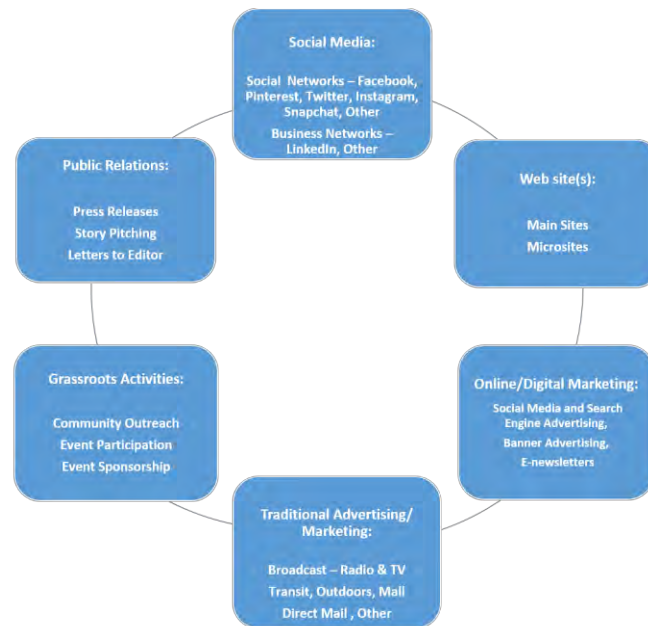 Social Media:
Social Networks – Facebook,
Pinterest, Twitter, Instagram,
Snapchat, Other
Business Networks –
LinkedIn, Other
Web site(s):
Main Sites
Microsites
Online/Digital Marketing:
Social Media and Search
Engine Advertising,
Banner Advertising,
E-newsletters
Traditional Advertising/
Marketing:
Broadcast – Radio & TV
Transit, Outdoors, Mall
Direct Mail , Other
Grassroots Activities:
Community Outreach
Event Participation
Event Sponsorship
Public Relations:
Press Releases
Story Pitching
Letters to Editor